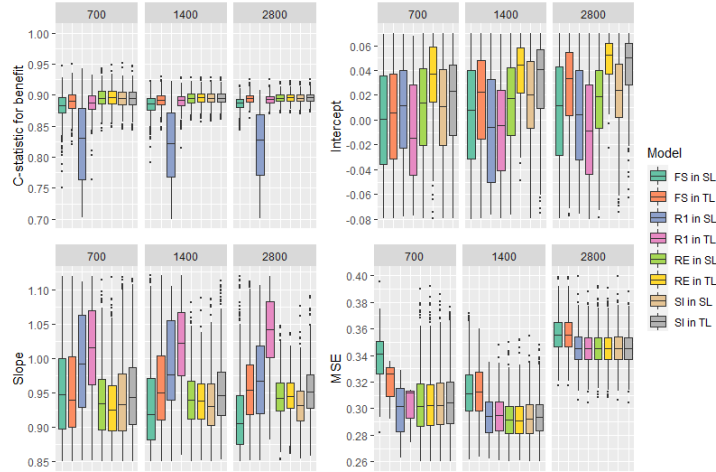 700 1400 2800
C-statistic for benefit
1.00
0.95
0.90
0.85
0.80
0.75
0.70
700 1400 2800
Intercept
0.06
0.04
0.02
0.00
-0.02
-0.04
-0.06
-0.08
700 1400 2800
Slope
1.10
1.05
1.00
0.95
0.90
0.85
700 1400 2800
MSE
0.40
0.38
0.36
0.34
0.32
0.30
0.28
0.26
Model
FS in SL
FS in TL
R1 in SL
R1 in TL
RE in SL
RE in TL
SI in SL
SI in TL